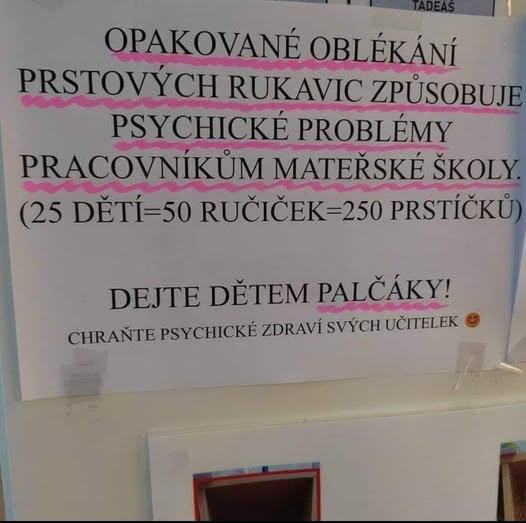 TADEÁŠ
OPAKOVANÉ OBLÉKÁNÍ
PRSTOVÝCH RUKAVIC ZPŮSOBUJE
PSYCHICKÉ PROBLÉMY
PRACOVNÍKŮM MATEŘSKÉ ŠKOLY.
(25 DĚTÍ=50 RUČIČEK=250 PRSTÍČKŮ)
DEJTE DĚTEM PALČÁKY!
CHRAŇTE PSYCHICKÉ ZDRAVÍ SVÝCH UČITELEK 😊